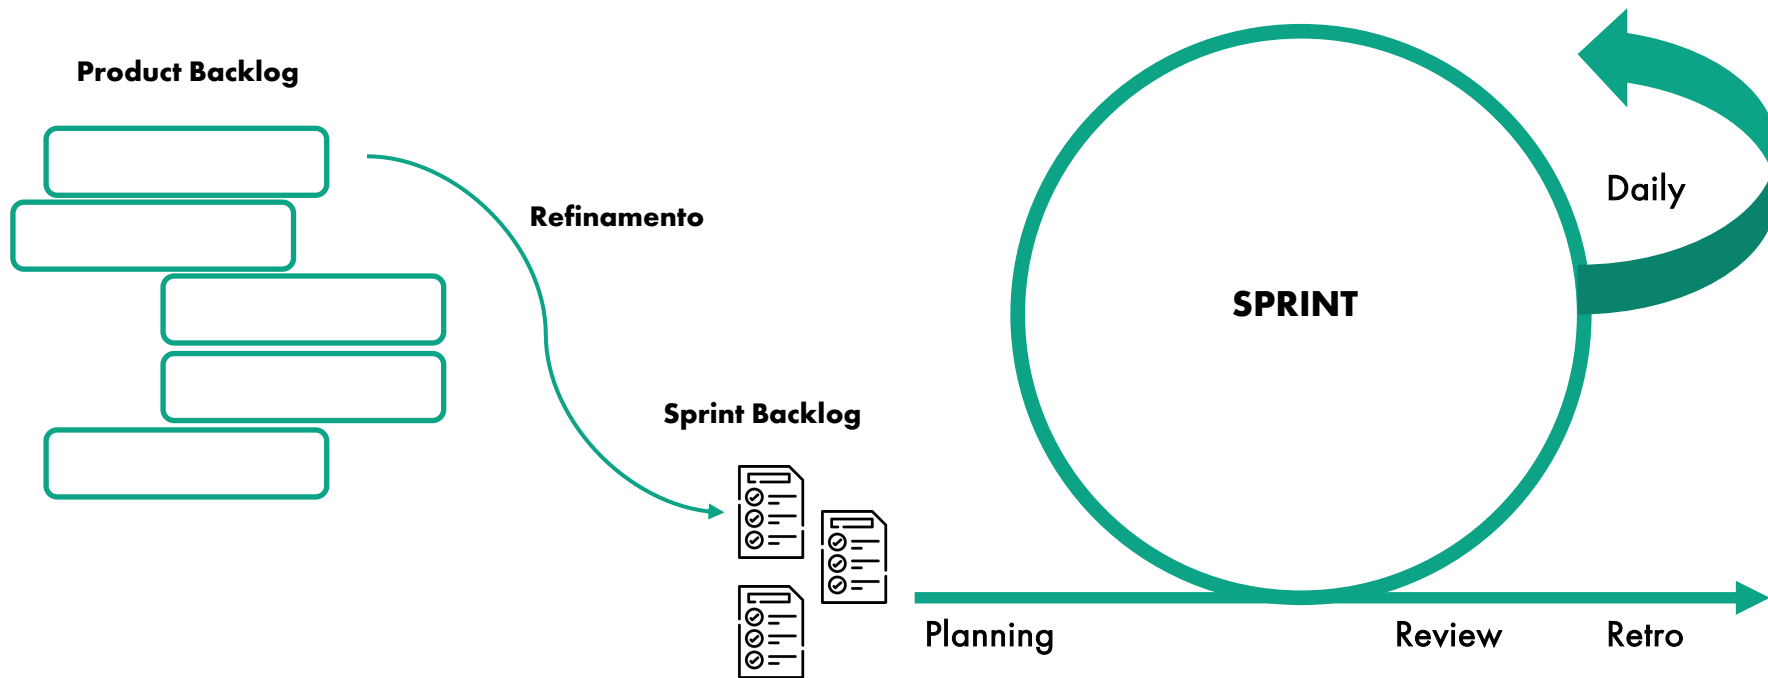 Product Backlog
Refinamento
Sprint Backlog
SPRINT
Daily
Planning
Review
Retro